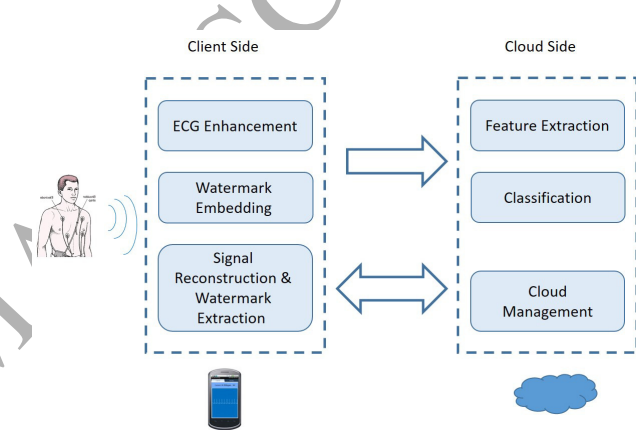 Client Side
Cloud Side
ECG Enhancement
Watermark
Embedding
Signal
Reconstruction &
Watermark
Extraction
Feature Extraction
Classification
Cloud
Management